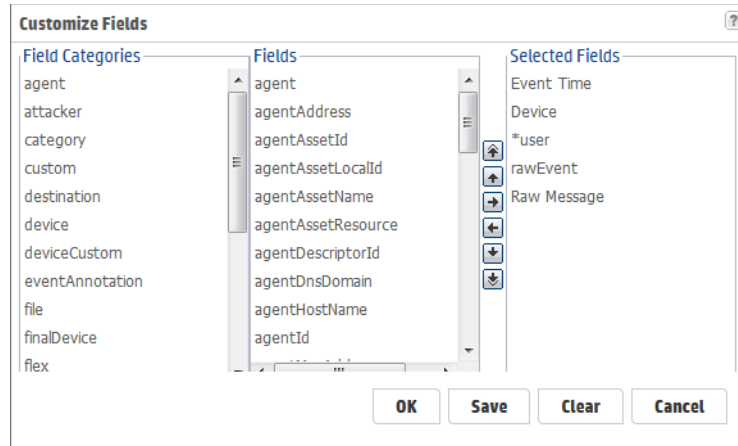 Customize Fields
?
Field Categories
agent
attacker
category
custom
destination
device
deviceCustom
eventAnnotation
file
finalDevice
flex
Fields
agent
agentAddress
agentAssetId
agentAssetLocalId
agentAssetName
agentAssetResource
agentDescriptorId
agentDnsDomain
agentHostName
agentId
Selected Fields
Event Time
Device
*user
rawEvent
Raw Message
OK
Save
Clear
Cancel